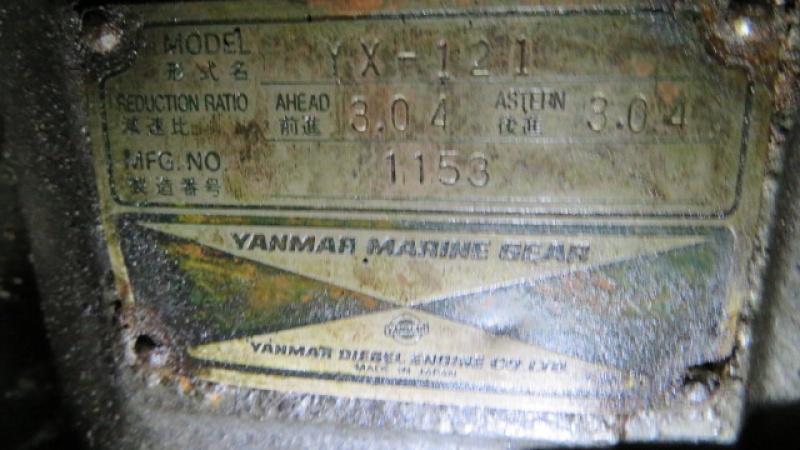 MODEL YX-121
形式名
REDUCTION RATIO AHEAD 3.04 ASTERN 3.04
減速比 前進 後進
MFG. NO. 1153
製造番号
YANMAR MARINE GEAR
YANMAR
YANMAR DIESEL ENGINE CO. LTD.
MADE IN JAPAN